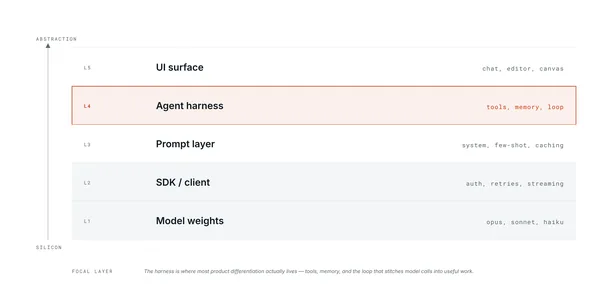 ABSTRACTION
L5 UI surface chat, editor, canvas
L4 Agent harness tools, memory, loop
L3 Prompt layer system, few-shot, caching
L2 SDK / client auth, retries, streaming
L1 Model weights opus, sonnet, haiku
SILICON
FOCAL LAYER The harness is where most product differentiation actually lives — tools, memory, and the loop that stitches model calls into useful work.